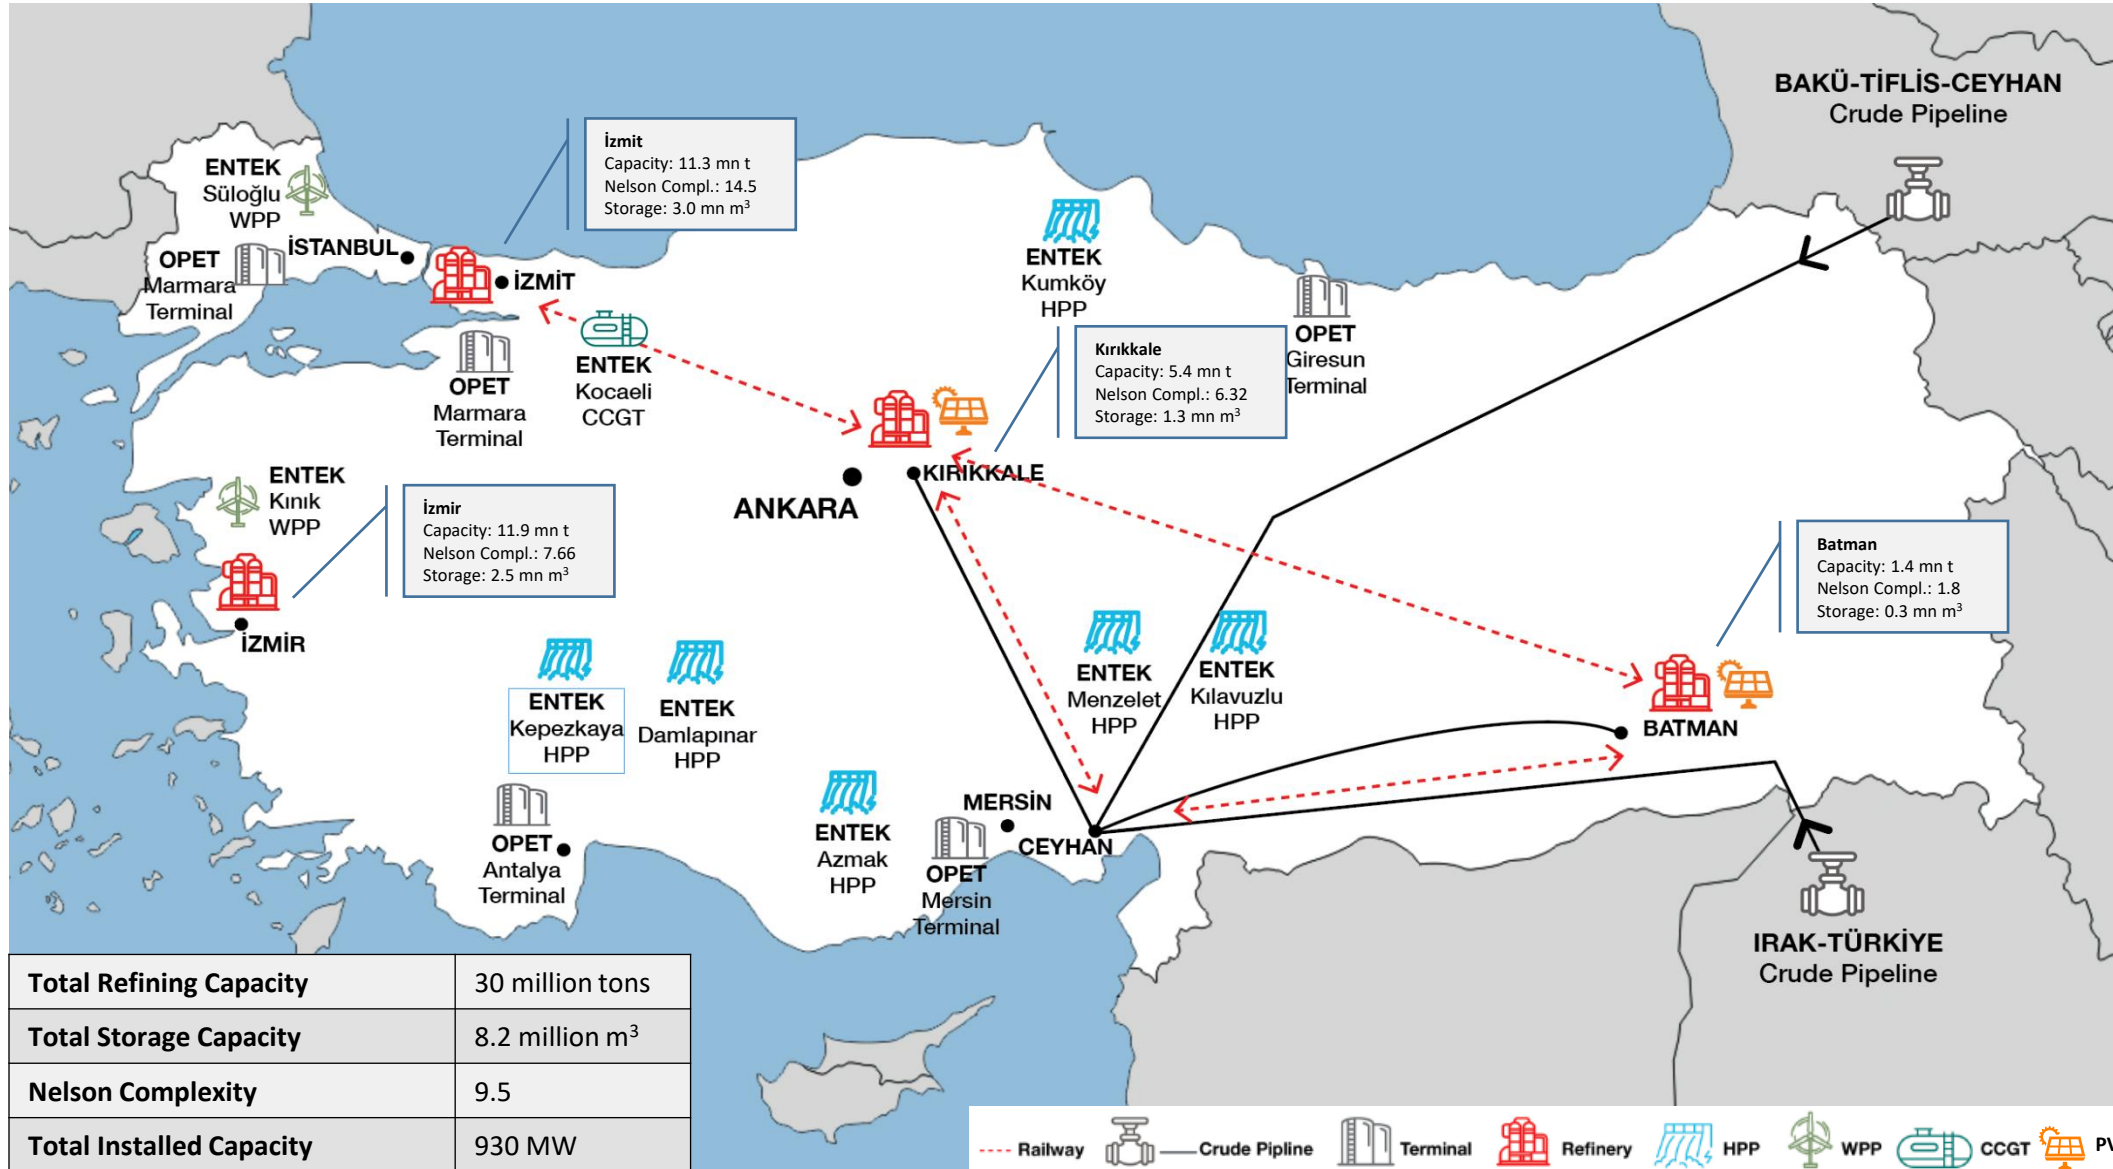 BAKÜ-TİFLİS-CEYHAN
Crude Pipeline
İzmit
Capacity: 11.3 mn t
Nelson Compl.: 14.5
Storage: 3.0 mn m³
ENTEK
Süloğlu
WPP
İSTANBUL
OPET
Marmara
Terminal
İZMİT
ENTEK
Kumköy
HPP
OPET
Giresun
Terminal
Kırıkkale
Capacity: 5.4 mn t
Nelson Compl.: 6.32
Storage: 1.3 mn m³
OPET
Marmara
Terminal
ENTEK
Kocaeli
CCGT
KIRIKKALE
ANKARA
ENTEK
Kınık
WPP
İzmir
Capacity: 11.9 mn t
Nelson Compl.: 7.66
Storage: 2.5 mn m³
İZMİR
Batman
Capacity: 1.4 mn t
Nelson Compl.: 1.8
Storage: 0.3 mn m³
BATMAN
ENTEK
Kepezkaya
HPP
ENTEK
Damlapınar
HPP
ENTEK
Menzelet
HPP
ENTEK
Kılavuzlu
HPP
OPET
Antalya
Terminal
ENTEK
Azmak
HPP
MERSİN
CEYHAN
OPET
Mersin
Terminal
IRAK-TÜRKİYE
Crude Pipeline
Total Refining Capacity 30 million tons
Total Storage Capacity 8.2 million m³
Nelson Complexity 9.5
Total Installed Capacity 930 MW
Railway Crude Pipline Terminal Refinery HPP WPP CCGT PV